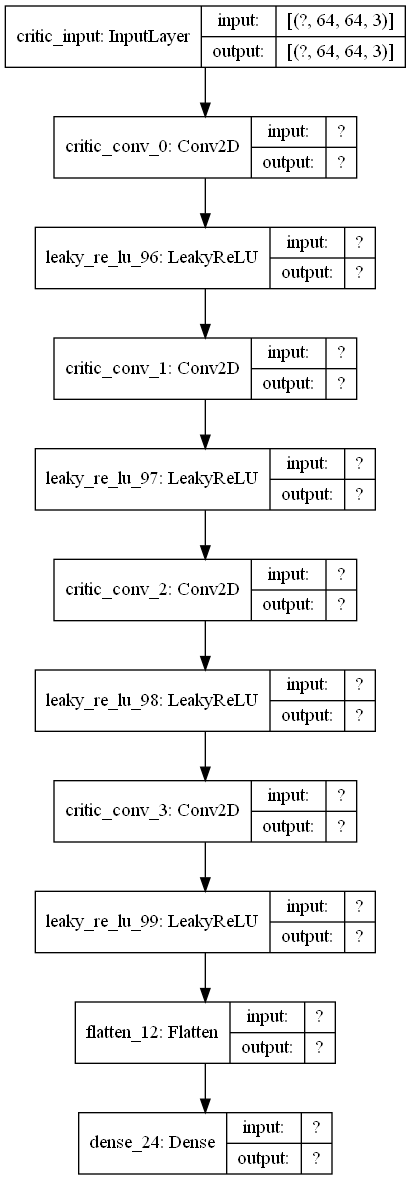 critic_input: InputLayer input: [(?, 64, 64, 3)]
output: [(?, 64, 64, 3)]
critic_conv_0: Conv2D input: ?
output: ?
leaky_re_lu_96: LeakyReLU input: ?
output: ?
critic_conv_1: Conv2D input: ?
output: ?
leaky_re_lu_97: LeakyReLU input: ?
output: ?
critic_conv_2: Conv2D input: ?
output: ?
leaky_re_lu_98: LeakyReLU input: ?
output: ?
critic_conv_3: Conv2D input: ?
output: ?
leaky_re_lu_99: LeakyReLU input: ?
output: ?
flatten_12: Flatten input: ?
output: ?
dense_24: Dense input: ?
output: ?